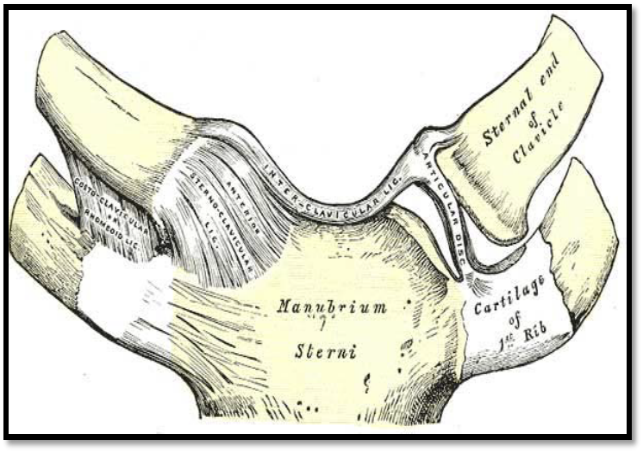 COSTO-CLAVICULAR
OR
RHOMBOID LIG.
ANTERIOR
STERNO-CLAVICULAR
LIG.
INTER-CLAVICULAR LIG.
ARTICULAR DISC
Sternal end
of
Clavicle
Manubrium
Sterni
Cartilage
of
1st Rib